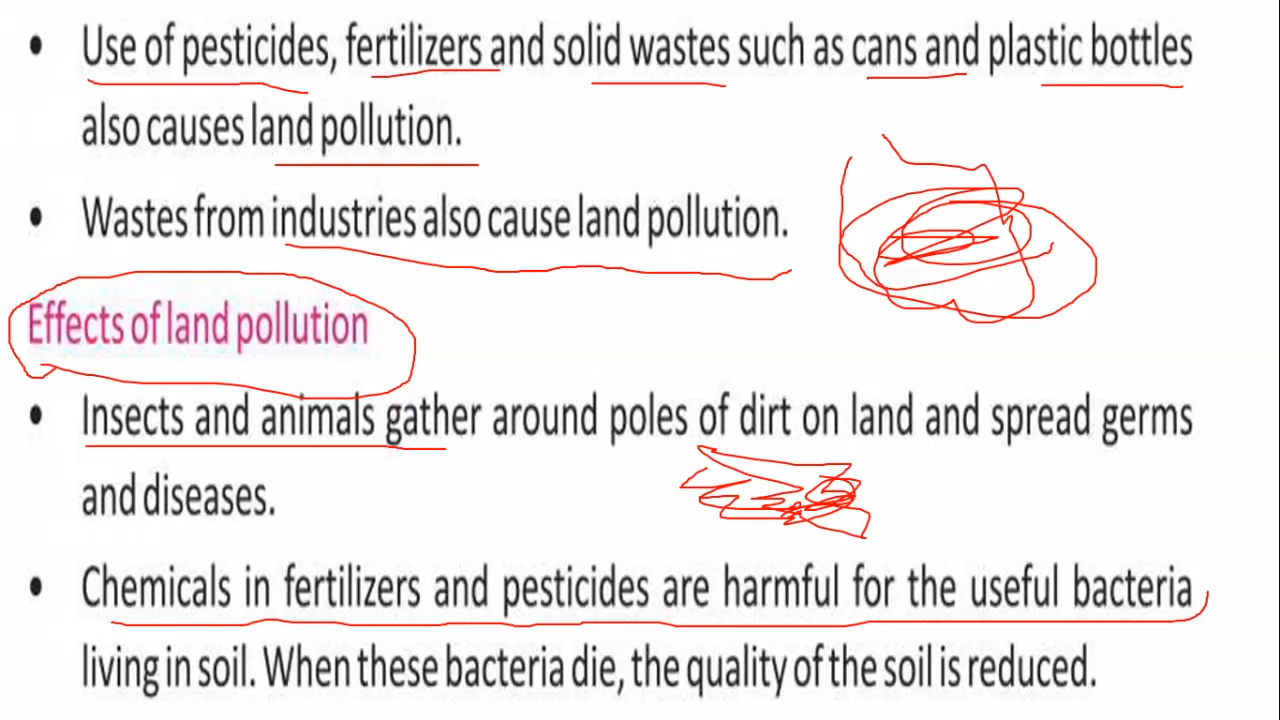 • Use of pesticides, fertilizers and solid wastes such as cans and plastic bottles
also causes land pollution.
• Wastes from industries also cause land pollution.
Effects of land pollution
• Insects and animals gather around poles of dirt on land and spread germs
and diseases.
• Chemicals in fertilizers and pesticides are harmful for the useful bacteria
living in soil. When these bacteria die, the quality of the soil is reduced.